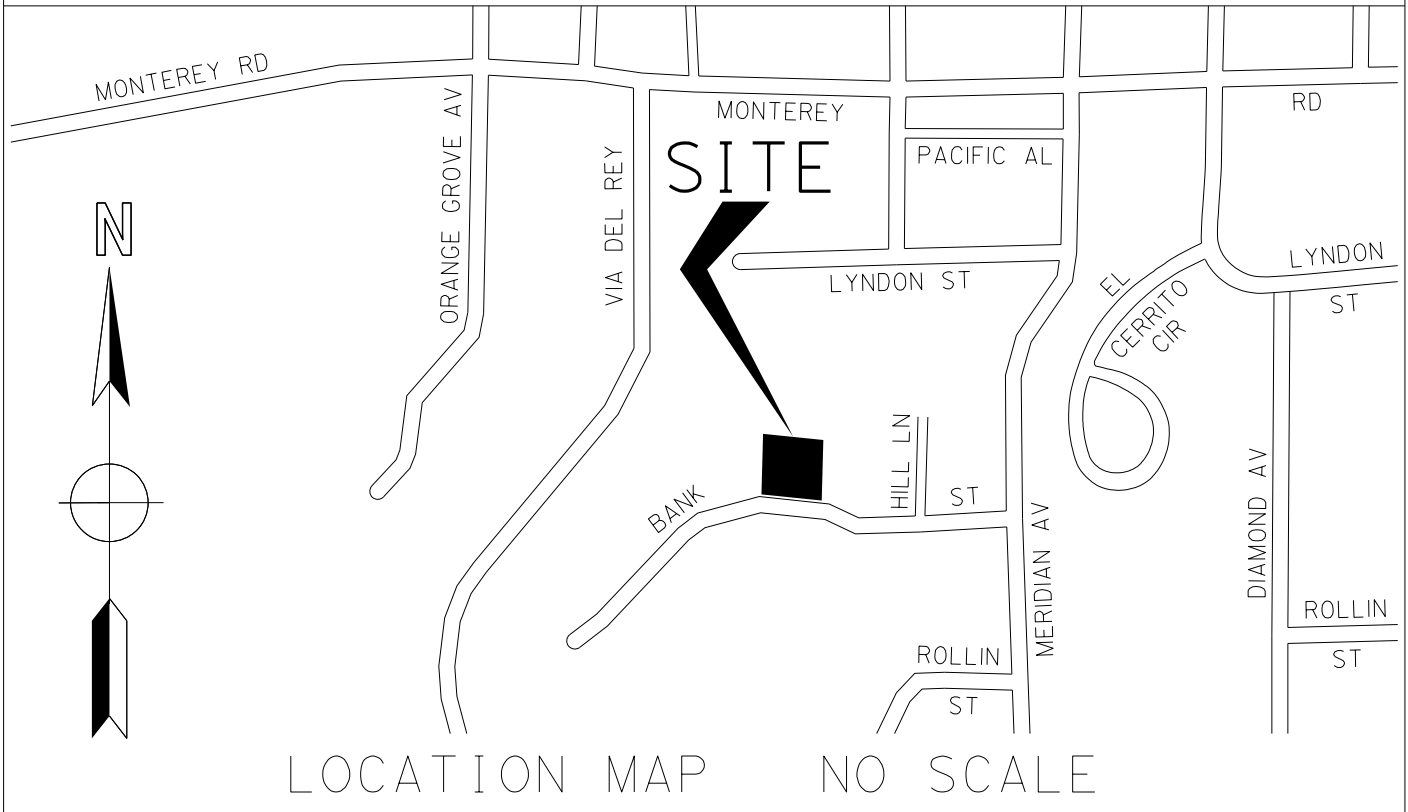 MONTEREY RD
MONTEREY
RD
ORANGE GROVE AV
VIA DEL REY
SITE
PACIFIC AL
N
LYNDON ST
EL
CERRITO
CIR
LYNDON
ST
BANK
HILL LN
ST
MERIDIAN AV
DIAMOND AV
ROLLIN
ST
ROLLIN
ST
LOCATION MAP NO SCALE